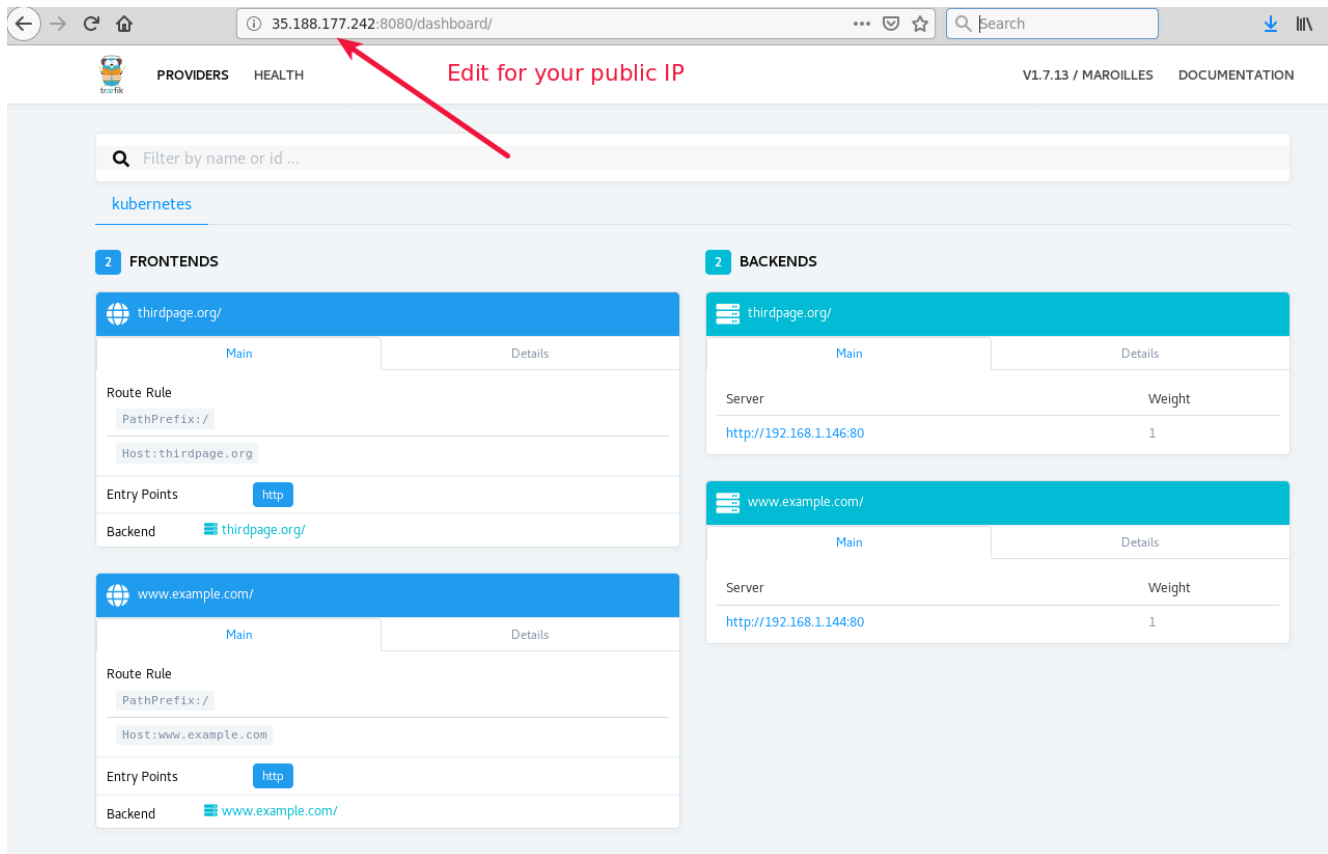 35.188.177.242:8080/dashboard/
Search
Edit for your public IP
træfik
PROVIDERS
HEALTH
V1.7.13 / MAROILLES
DOCUMENTATION
Filter by name or id ...
kubernetes
2 FRONTENDS
thirdpage.org/
Main
Details
Route Rule
PathPrefix:/
Host:thirdpage.org
Entry Points
http
Backend
thirdpage.org/
www.example.com/
Main
Details
Route Rule
PathPrefix:/
Host:www.example.com
Entry Points
http
Backend
www.example.com/
2 BACKENDS
thirdpage.org/
Main
Details
Server
Weight
http://192.168.1.146:80
1
www.example.com/
Main
Details
Server
Weight
http://192.168.1.144:80
1